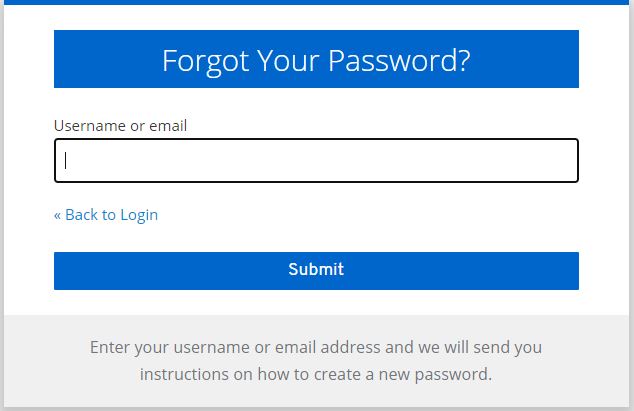 Forgot Your Password?
Username or email
« Back to Login
Submit
Enter your username or email address and we will send you
instructions on how to create a new password.